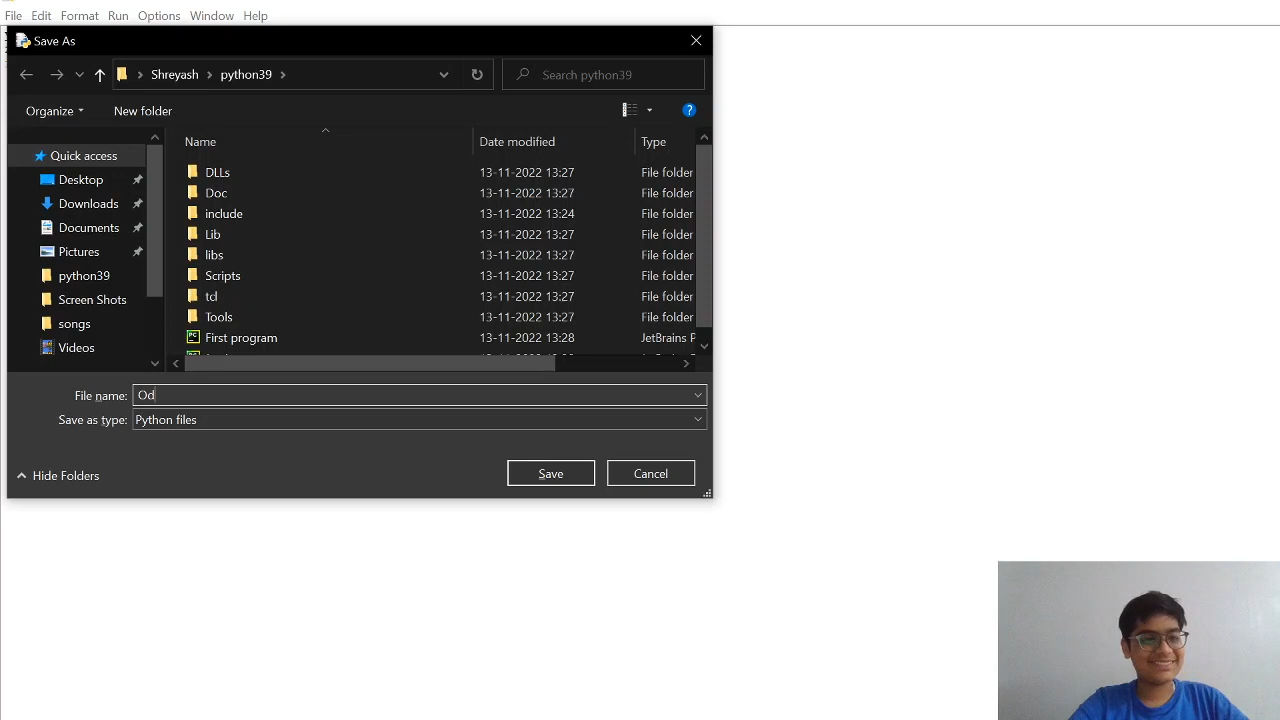 File Edit Format Run Options Window Help
Save As
Shreyash python39
Search python39
Organize New folder
Name Date modified Type
Quick access
Desktop
Downloads
Documents
Pictures
python39
Screen Shots
songs
Videos
DLLs 13-11-2022 13:27 File folder
Doc 13-11-2022 13:27 File folder
include 13-11-2022 13:24 File folder
Lib 13-11-2022 13:27 File folder
libs 13-11-2022 13:27 File folder
Scripts 13-11-2022 13:27 File folder
tcl 13-11-2022 13:27 File folder
Tools 13-11-2022 13:27 File folder
First program 13-11-2022 13:28 JetBrains P
File name: Od
Save as type: Python files
Hide Folders
Save Cancel